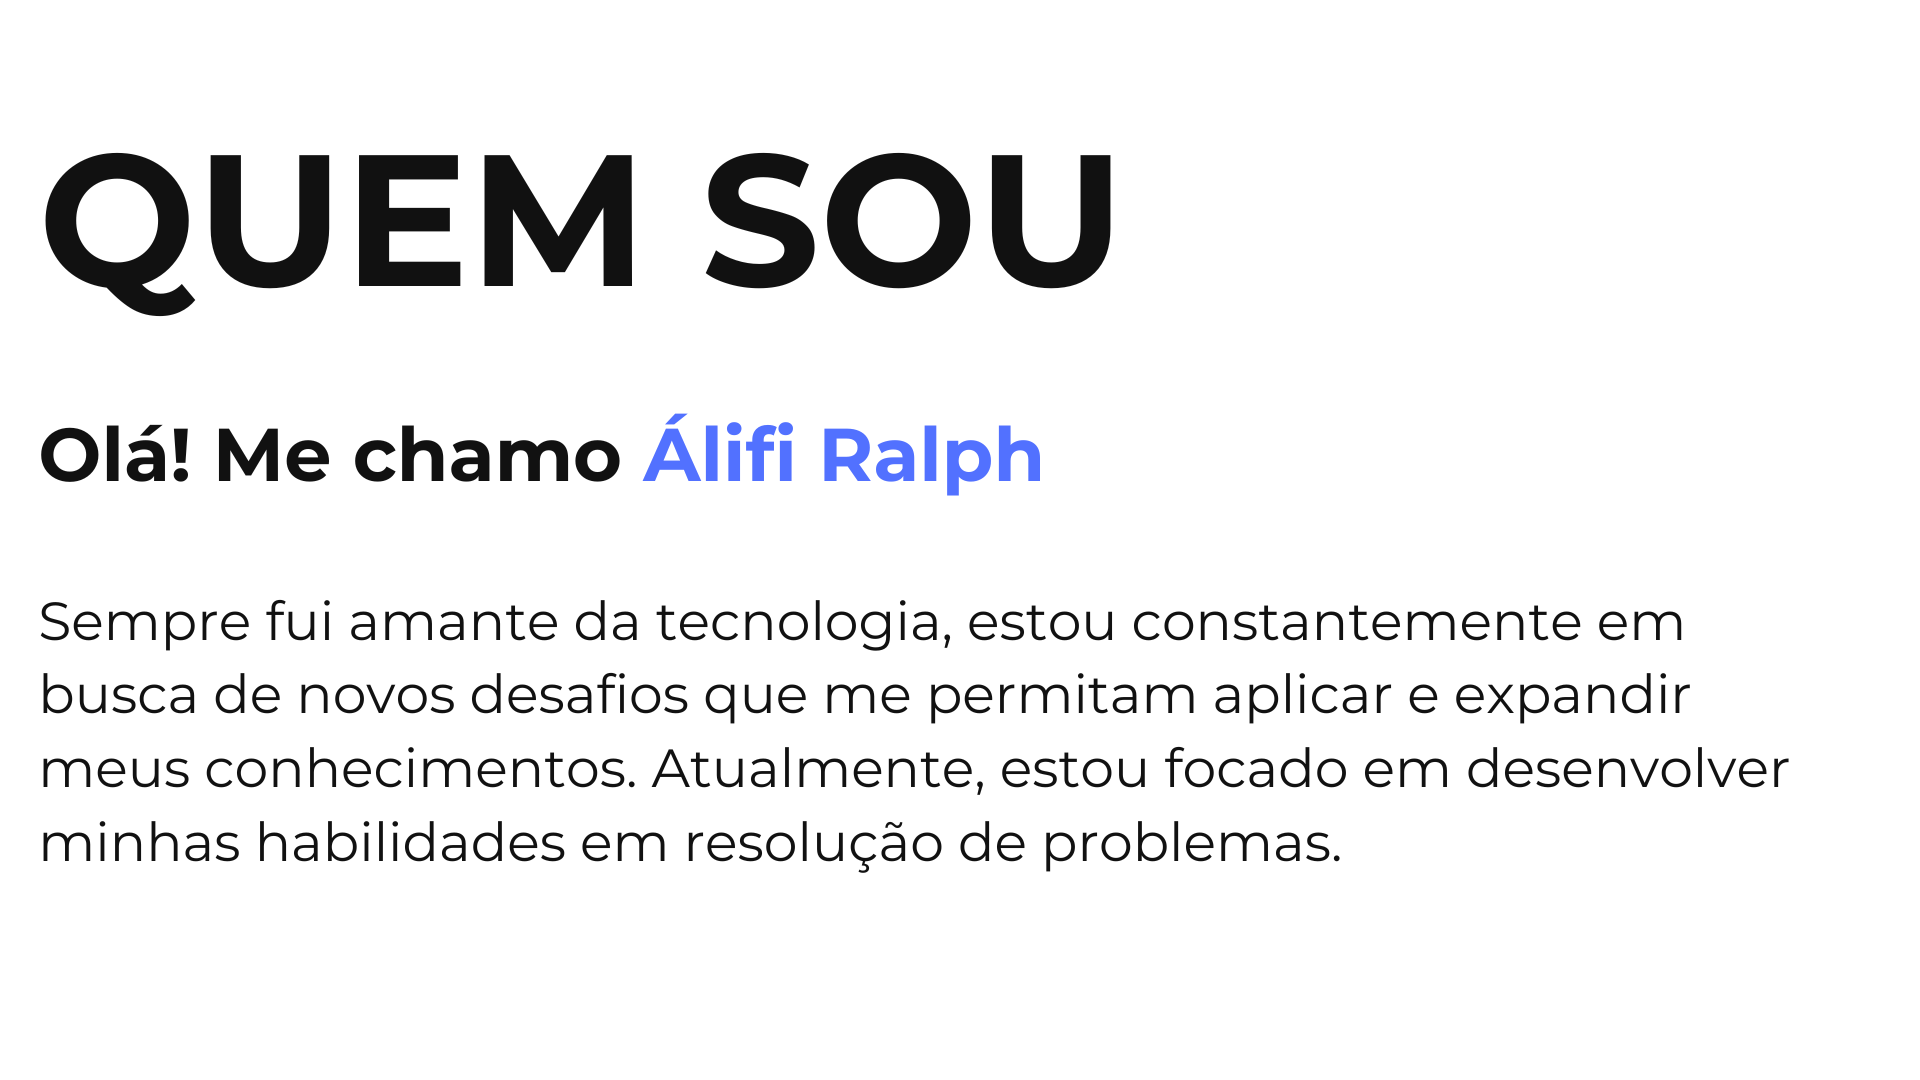 QUEM SOU
Olá! Me chamo Álifi Ralph
Sempre fui amante da tecnologia, estou constantemente em
busca de novos desafios que me permitam aplicar e expandir
meus conhecimentos. Atualmente, estou focado em desenvolver
minhas habilidades em resolução de problemas.